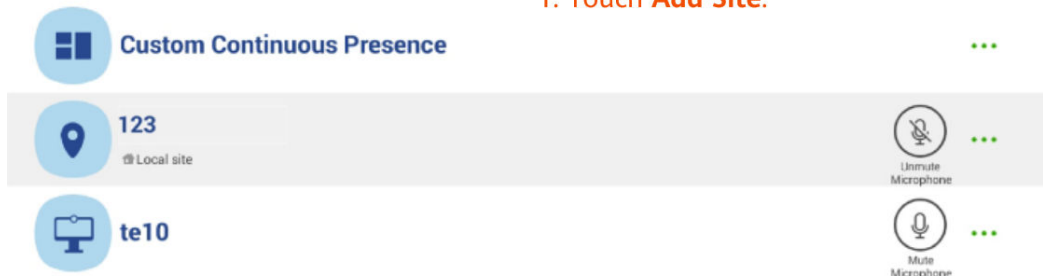 1. Touch Add Site.
Custom Continuous Presence
123
Local site
Unmute
Microphone
te10
Mute
Microphone